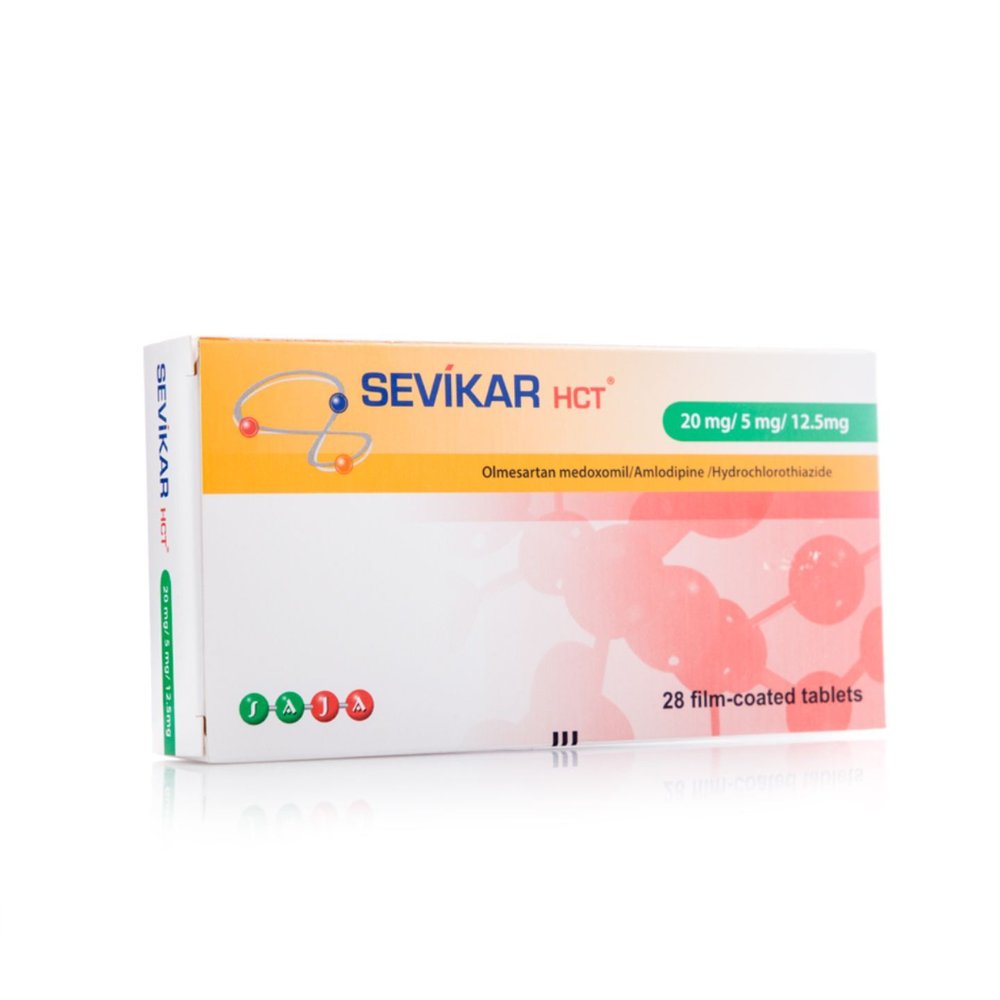 SEVÍKAR HCT®
20 mg/ 5 mg/ 12.5mg
Olmesartan medoxomil/Amlodipine /Hydrochlorothiazide
SAJA
28 film-coated tablets
SEVÍKAR HCT®
20 mg/ 5 mg/ 12.5mg